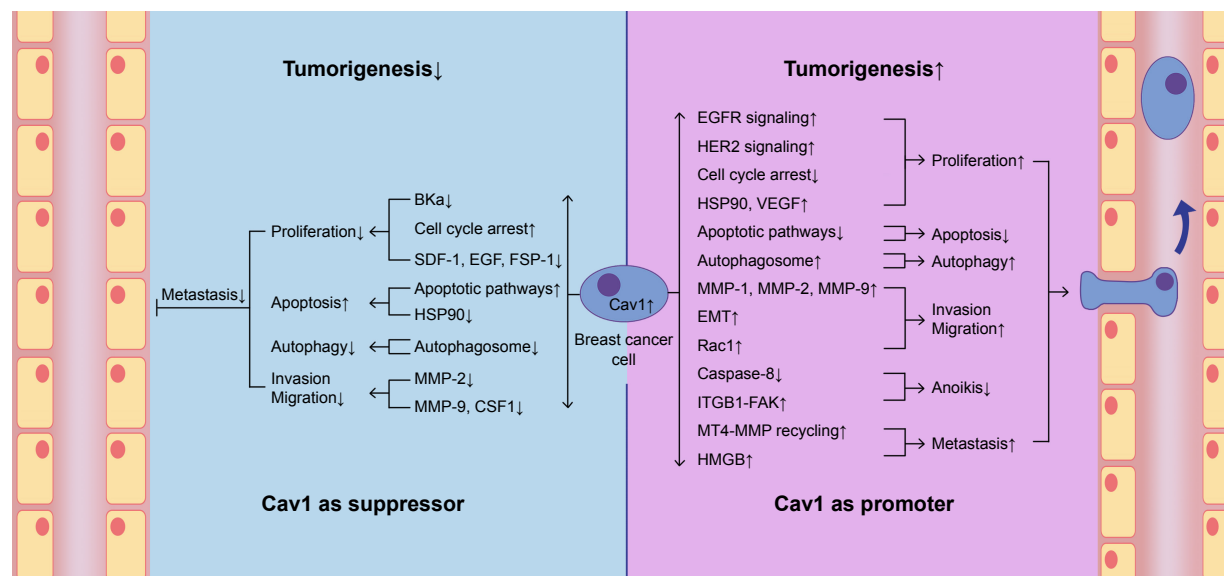 Tumorigenesis↓
BKa↓
Cell cycle arrest↑
SDF-1, EGF, FSP-1↓
Proliferation↓
Metastasis↓
Apoptotic pathways↑
HSP90↓
Apoptosis↑
Autophagy↓
Autophagosome↓
Invasion
Migration↓
MMP-2↓
MMP-9, CSF1↓
Cav1 as suppressor
Cav1↑
Breast cancer
cell
Tumorigenesis↑
EGFR signaling↑
HER2 signaling↑
Cell cycle arrest↓
HSP90, VEGF↑
Proliferation↑
Apoptotic pathways↓
Apoptosis↓
Autophagosome↑
Autophagy↑
MMP-1, MMP-2, MMP-9↑
EMT↑
Rac1↑
Invasion
Migration↑
Caspase-8↓
ITGB1-FAK↑
Anoikis↓
MT4-MMP recycling↑
HMGB↑
Metastasis↑
Cav1 as promoter